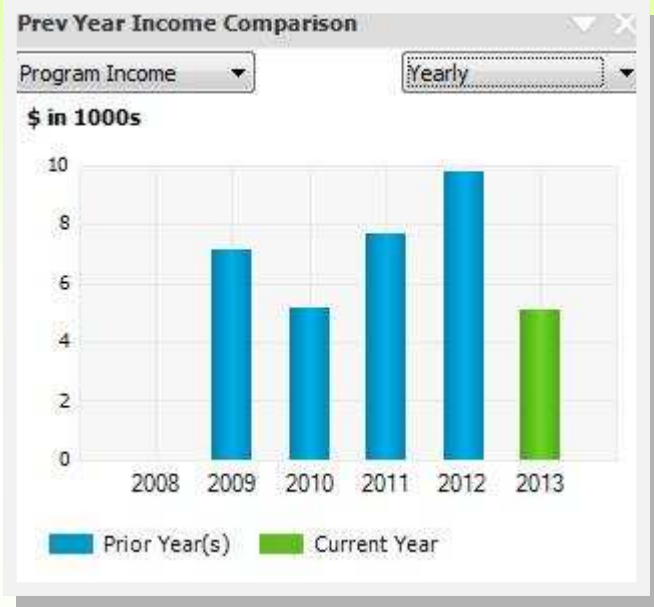 Prev Year Income Comparison
Program Income Yearly
$ in 1000s
10
8
6
4
2
0
2008 2009 2010 2011 2012 2013
Prior Year(s) Current Year